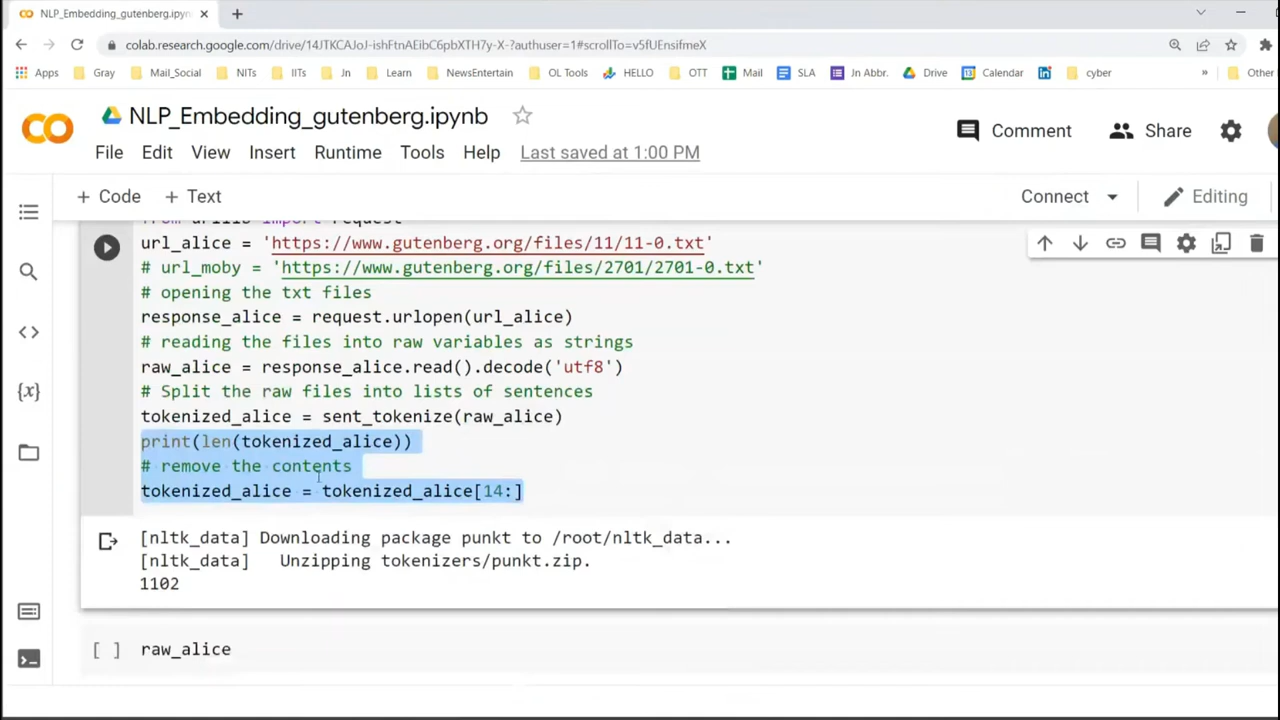 NLP_Embedding_gutenberg.ipyn
colab.research.google.com/drive/14JTKCAJoJ-ishFtnAEibC6pbXTH7y-X-?authuser=1#scrollTo=v5fUEnsifmeX
Apps Gray Mail_Social NITs IITs Jn Learn NewsEntertain OL Tools HELLO OTT Mail SLA Jn Abbr. Drive Calendar cyber » Other
NLP_Embedding_gutenberg.ipynb
Comment Share
File Edit View Insert Runtime Tools Help Last saved at 1:00 PM
+ Code + Text Connect Editing
from urllib import request
url_alice = 'https://www.gutenberg.org/files/11/11-0.txt'
# url_moby = 'https://www.gutenberg.org/files/2701/2701-0.txt'
# opening the txt files
response_alice = request.urlopen(url_alice)
# reading the files into raw variables as strings
raw_alice = response_alice.read().decode('utf8')
# Split the raw files into lists of sentences
tokenized_alice = sent_tokenize(raw_alice)
print(len(tokenized_alice))
# remove the contents
tokenized_alice = tokenized_alice[14:]
[nltk_data] Downloading package punkt to /root/nltk_data...
[nltk_data]   Unzipping tokenizers/punkt.zip.
1102
[ ] raw_alice